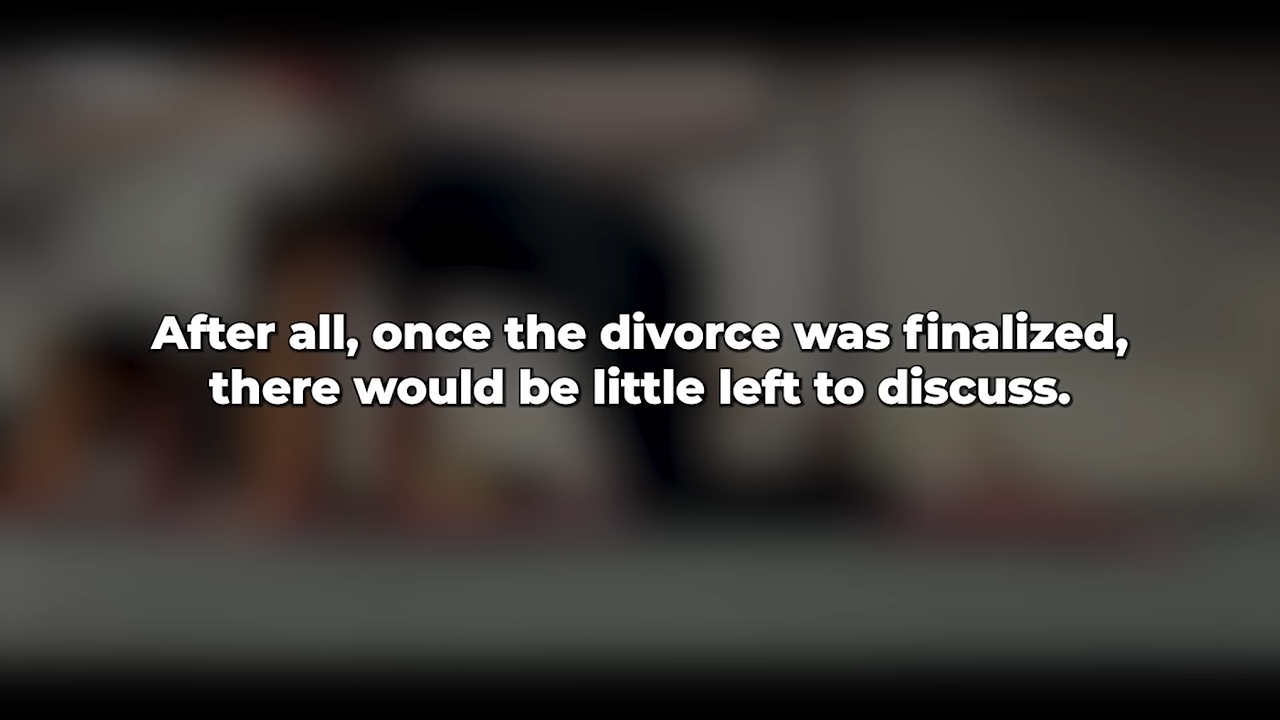 After all, once the divorce was finalized,
there would be little left to discuss.